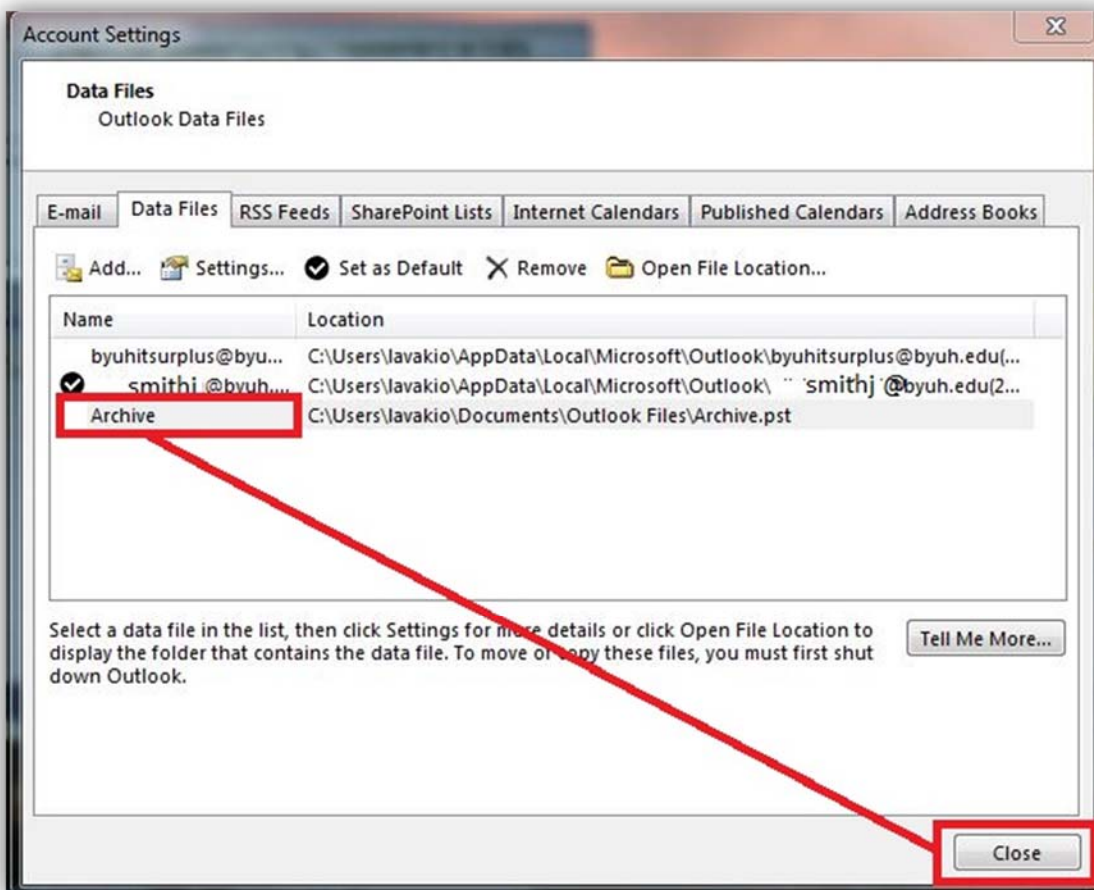 Account Settings
Data Files
Outlook Data Files
E-mail Data Files RSS Feeds SharePoint Lists Internet Calendars Published Calendars Address Books
Add... Settings... Set as Default Remove Open File Location...
Name Location
byuhitsurplus@byu... C:\Users\lavakio\AppData\Local\Microsoft\Outlook\byuhitsurplus@byuh.edu(...
smithj @byuh.... C:\Users\lavakio\AppData\Local\Microsoft\Outlook\ smithj @byuh.edu(2...
Archive C:\Users\lavakio\Documents\Outlook Files\Archive.pst
Select a data file in the list, then click Settings for more details or click Open File Location to
display the folder that contains the data file. To move or copy these files, you must first shut
down Outlook.
Tell Me More...
Close